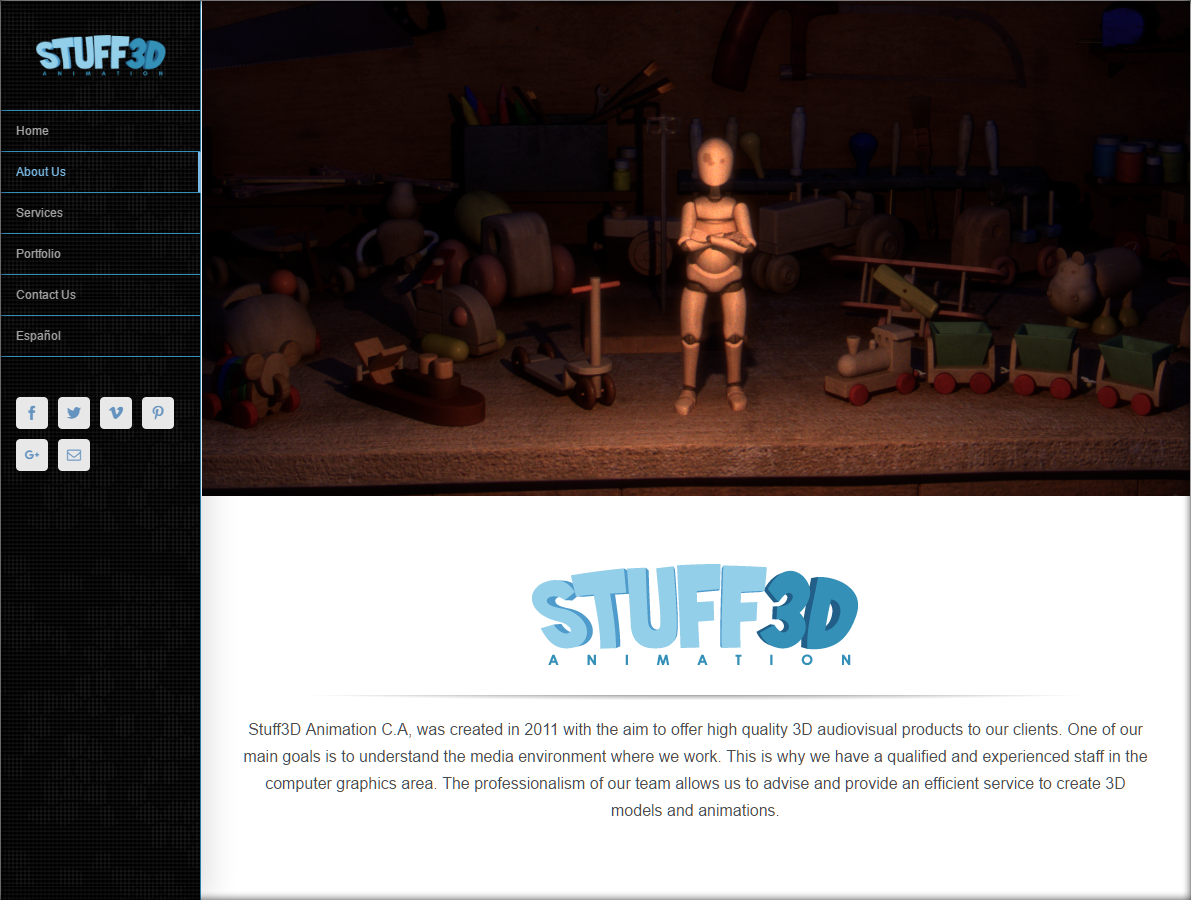 STUFF3D
ANIMATION
Home
About Us
Services
Portfolio
Contact Us
Español
G+
STUFF3D
ANIMATION
Stuff3D Animation C.A, was created in 2011 with the aim to offer high quality 3D audiovisual products to our clients. One of our
main goals is to understand the media environment where we work. This is why we have a qualified and experienced staff in the
computer graphics area. The professionalism of our team allows us to advise and provide an efficient service to create 3D
models and animations.